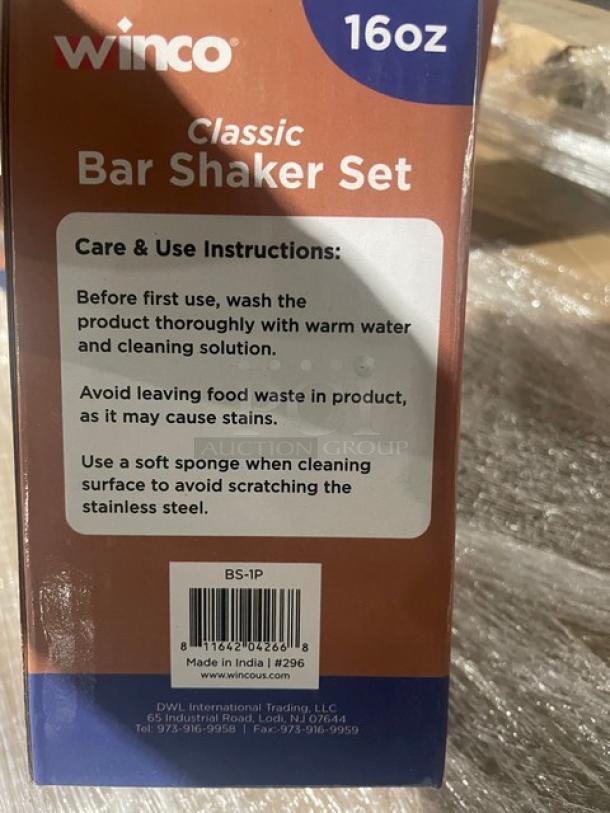 winco®
16oz
Classic
Bar Shaker Set
Care & Use Instructions:
Before first use, wash the
product thoroughly with warm water
and cleaning solution.
Avoid leaving food waste in product,
as it may cause stains.
AUCTION GROUP
Use a soft sponge when cleaning
surface to avoid scratching the
stainless steel.
BS-1P
8 11642 04266 8
Made in India | #296
www.wincous.com
DWL International Trading, LLC
65 Industrial Road, Lodi, NJ 07644
Tel: 973-916-9958 | Fax:-973-916-9959